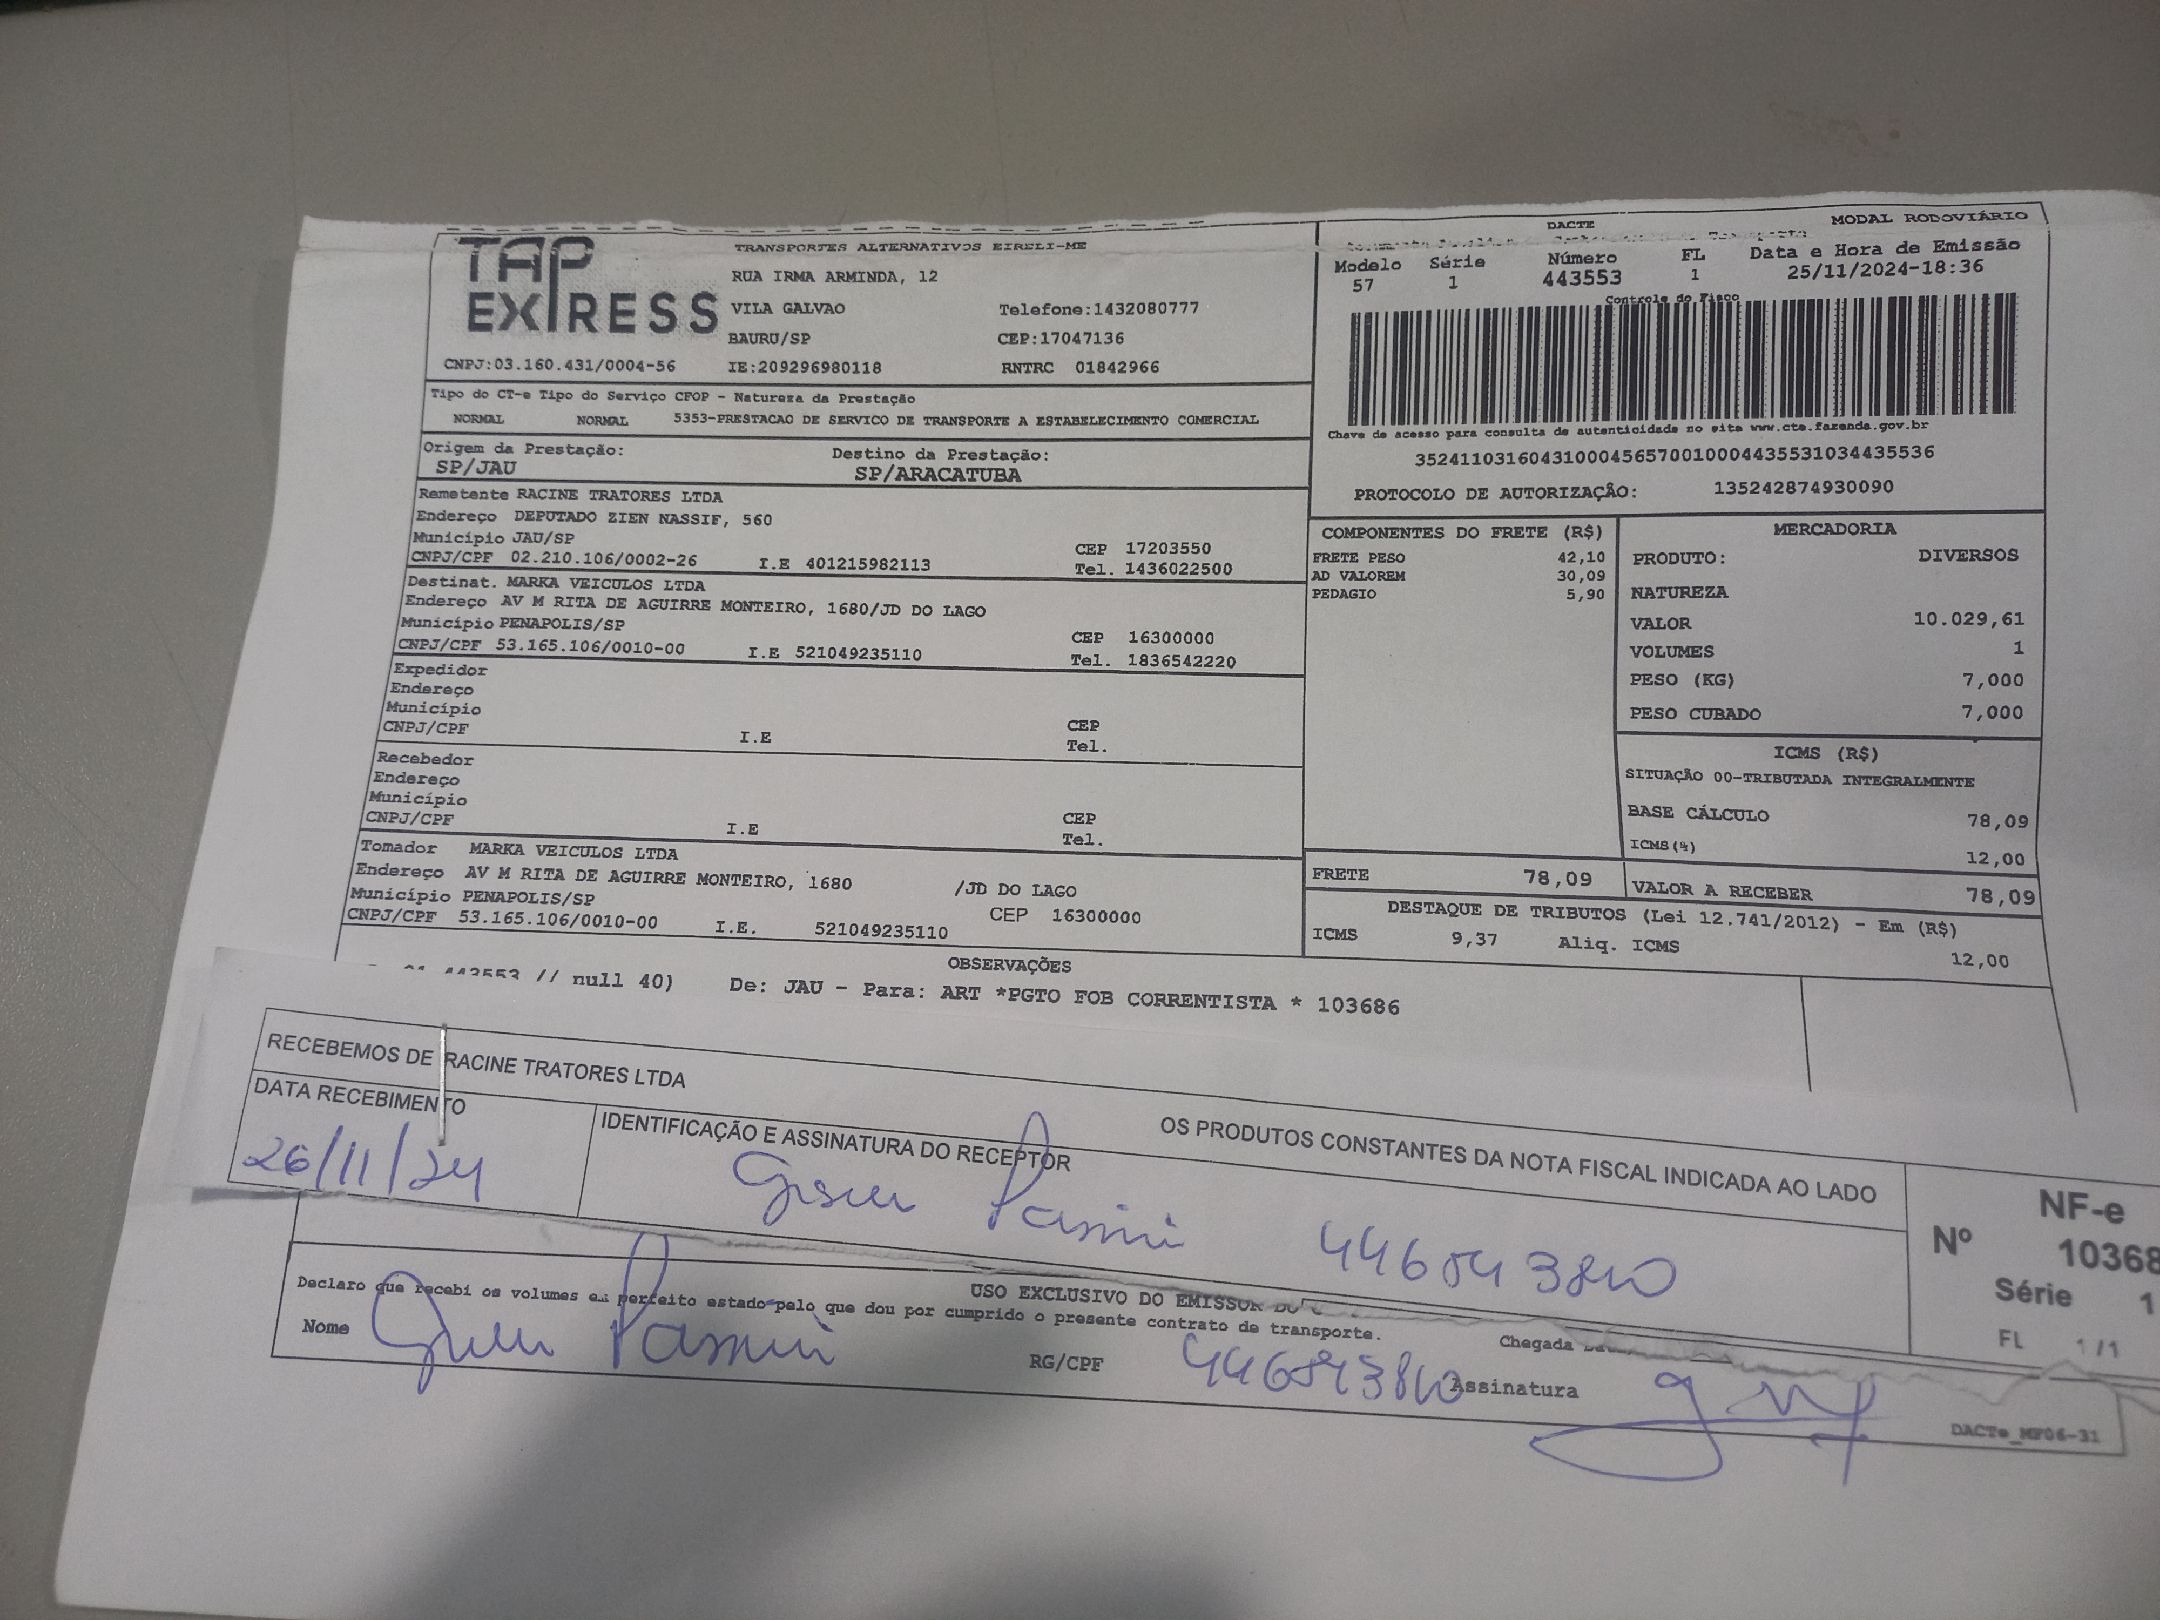 TAP EXPRESS
TRANSPORTES ALTERNATIVOS EIRELI-ME
RUA IRMA ARMINDA, 12
VILA GALVAO Telefone:1432080777
BAURU/SP CEP:17047136
CNPJ:03.160.431/0004-56 IE:209296980118 RNTRC 01842966
DACTE MODAL RODOVIÁRIO
Modelo Série Número FL Data e Hora de Emissão
57 1 443553 1 25/11/2024-18:36
Controle do Fisco
Chave de acesso para consulta de autenticidade no site www.cte.fazenda.gov.br
35241103160431000456570010004435531034435536
PROTOCOLO DE AUTORIZAÇÃO: 135242874930090
Tipo do CT-e Tipo do Serviço CFOP - Natureza da Prestação
NORMAL NORMAL 5353-PRESTACAO DE SERVICO DE TRANSPORTE A ESTABELECIMENTO COMERCIAL
Origem da Prestação: Destino da Prestação:
SP/JAU SP/ARACATUBA
Remetente RACINE TRATORES LTDA
Endereço DEPUTADO ZIEN NASSIF, 560
Município JAU/SP CEP 17203550
CNPJ/CPF 02.210.106/0002-26 I.E 401215982113 Tel. 1436022500
Destinat. MARKA VEICULOS LTDA
Endereço AV M RITA DE AGUIRRE MONTEIRO, 1680/JD DO LAGO
Município PENAPOLIS/SP CEP 16300000
CNPJ/CPF 53.165.106/0010-00 I.E 521049235110 Tel. 1836542220
Expedidor
Endereço
Município CEP
CNPJ/CPF I.E Tel.
Recebedor
Endereço
Município CEP
CNPJ/CPF I.E Tel.
Tomador MARKA VEICULOS LTDA
Endereço AV M RITA DE AGUIRRE MONTEIRO, 1680 /JD DO LAGO
Município PENAPOLIS/SP CEP 16300000
CNPJ/CPF 53.165.106/0010-00 I.E. 521049235110
COMPONENTES DO FRETE (R$)
FRETE PESO 42,10
AD VALOREM 30,09
PEDAGIO 5,90
MERCADORIA
PRODUTO: DIVERSOS
NATUREZA
VALOR 10.029,61
VOLUMES 1
PESO (KG) 7,000
PESO CUBADO 7,000
ICMS (R$)
SITUAÇÃO 00-TRIBUTADA INTEGRALMENTE
BASE CÁLCULO 78,09
ICMS(%) 12,00
FRETE 78,09 VALOR A RECEBER 78,09
DESTAQUE DE TRIBUTOS (Lei 12.741/2012) - Em (R$)
ICMS 9,37 Aliq. ICMS 12,00
OBSERVAÇÕES
443553 // null 40) De: JAU - Para: ART *PGTO FOB CORRENTISTA * 103686
RECEBEMOS DE RACINE TRATORES LTDA OS PRODUTOS CONSTANTES DA NOTA FISCAL INDICADA AO LADO
DATA RECEBIMENTO IDENTIFICAÇÃO E ASSINATURA DO RECEPTOR
26/11/24
NF-e
Nº 10368
Série 1
FL 1/1
USO EXCLUSIVO DO EMISSOR DO
Declaro que recebi os volumes em perfeito estado pelo que dou por cumprido o presente contrato de transporte.
Chegada
Nome RG/CPF Assinatura
DACTe_MF06-31